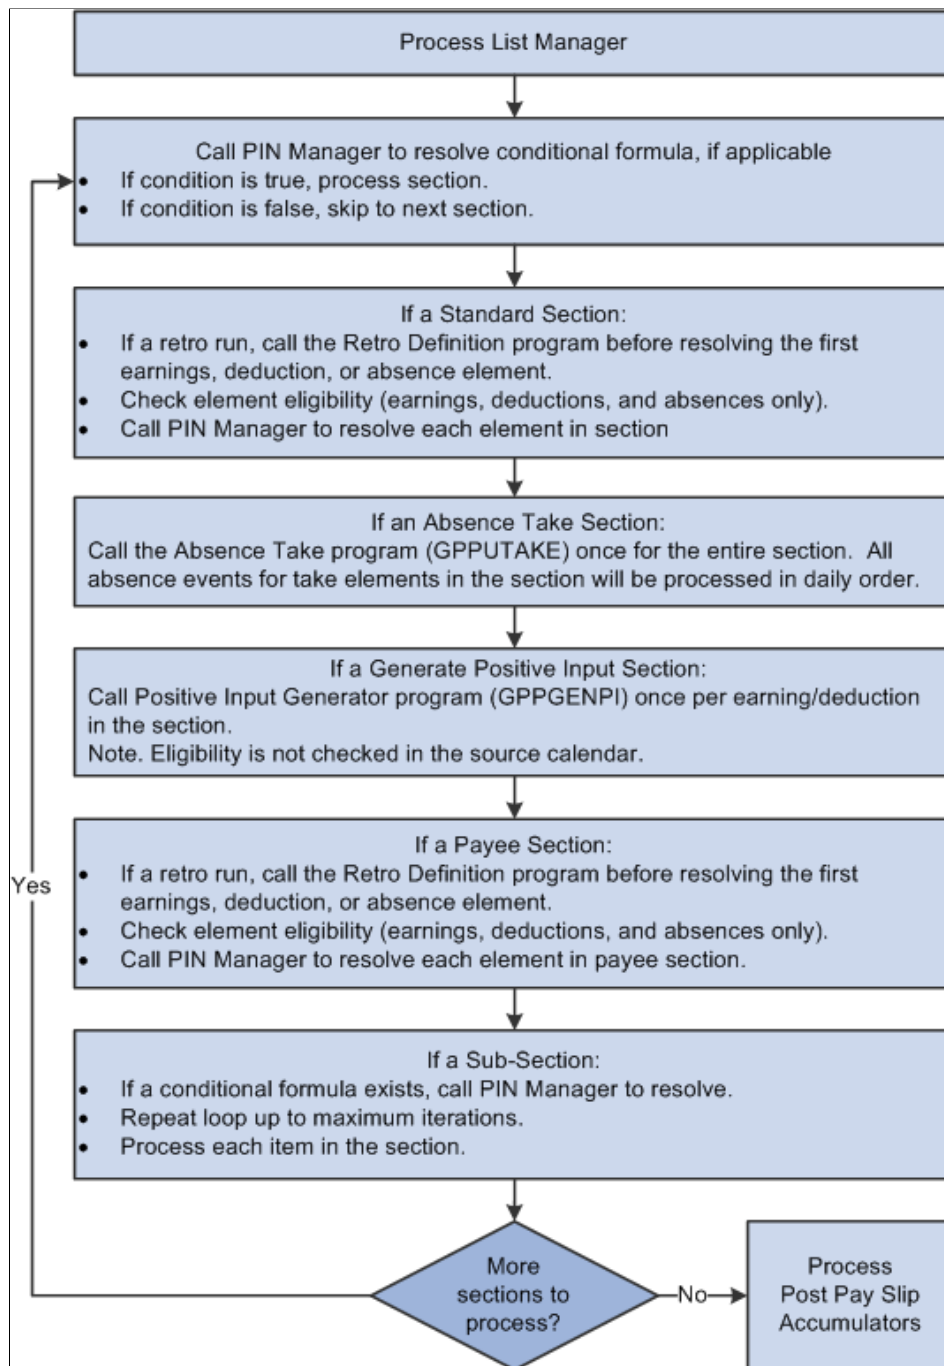 Process List Manager
Call PIN Manager to resolve conditional formula, if applicable
• If condition is true, process section.
• If condition is false, skip to next section.
If a Standard Section:
• If a retro run, call the Retro Definition program before resolving the first
earnings, deduction, or absence element.
• Check element eligibility (earnings, deductions, and absences only).
• Call PIN Manager to resolve each element in section
If an Absence Take Section:
Call the Absence Take program (GPPUTAKE) once for the entire section.  All
absence events for take elements in the section will be processed in daily order.
If a Generate Positive Input Section:
Call Positive Input Generator program (GPPGENPI) once per earning/deduction
in the section.
Note. Eligibility is not checked in the source calendar.
If a Payee Section:
• If a retro run, call the Retro Definition program before resolving the first
earnings, deduction, or absence element.
• Check element eligibility (earnings, deductions, and absences only).
• Call PIN Manager to resolve each element in payee section.
Yes
If a Sub-Section:
• If a conditional formula exists, call PIN Manager to resolve.
• Repeat loop up to maximum iterations.
• Process each item in the section.
More
sections to
process?
No
Process
Post Pay Slip
Accumulators